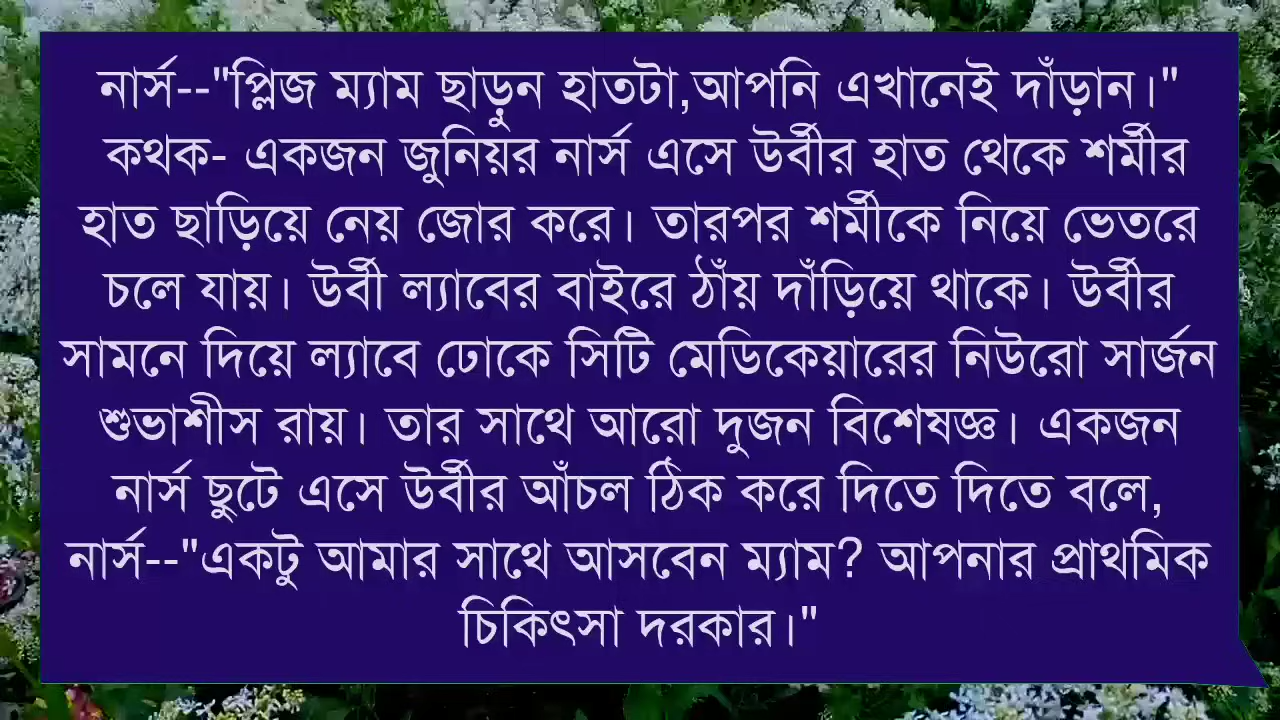 নার্স--"প্লিজ ম্যাম ছাড়ুন হাতটা,আপনি এখানেই দাঁড়ান।"
কথক- একজন জুনিয়র নার্স এসে উর্বীর হাত থেকে শর্মীর
হাত ছাড়িয়ে নেয় জোর করে। তারপর শর্মীকে নিয়ে ভেতরে
চলে যায়। উর্বী ল্যাবের বাইরে ঠাঁয় দাঁড়িয়ে থাকে। উর্বীর
সামনে দিয়ে ল্যাবে ঢোকে সিটি মেডিকেয়ারের নিউরো সার্জন
শুভাশীস রায়। তার সাথে আরো দুজন বিশেষজ্ঞ। একজন
নার্স ছুটে এসে উর্বীর আঁচল ঠিক করে দিতে দিতে বলে,
নার্স--"একটু আমার সাথে আসবেন ম্যাম? আপনার প্রাথমিক
চিকিৎসা দরকার।"